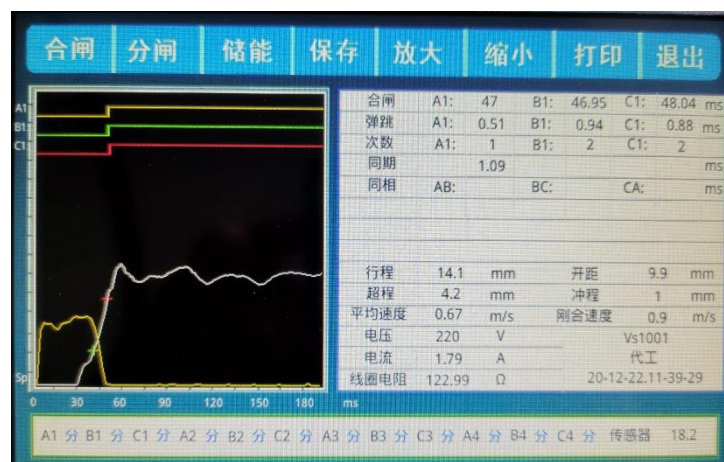 合闸 分闸 储能 保存 放大 缩小 打印 退出
A1
B1
C1
Sp
0 30 60 90 120 150 180 ms
合闸 A1: 47 B1: 46.95 C1: 48.04 ms
弹跳 A1: 0.51 B1: 0.94 C1: 0.88 ms
次数 A1: 1 B1: 2 C1: 2
同期 1.09 ms
同相 AB: BC: CA: ms
行程 14.1 mm 开距 9.9 mm
超程 4.2 mm 冲程 1 mm
平均速度 0.67 m/s 刚合速度 0.9 m/s
电压 220 V Vs1001
电流 1.79 A 代工
线圈电阻 122.99 Ω 20-12-22.11-39-29
A1 分 B1 分 C1 分 A2 分 B2 分 C2 分 A3 分 B3 分 C3 分 A4 分 B4 分 C4 分 传感器 18.2